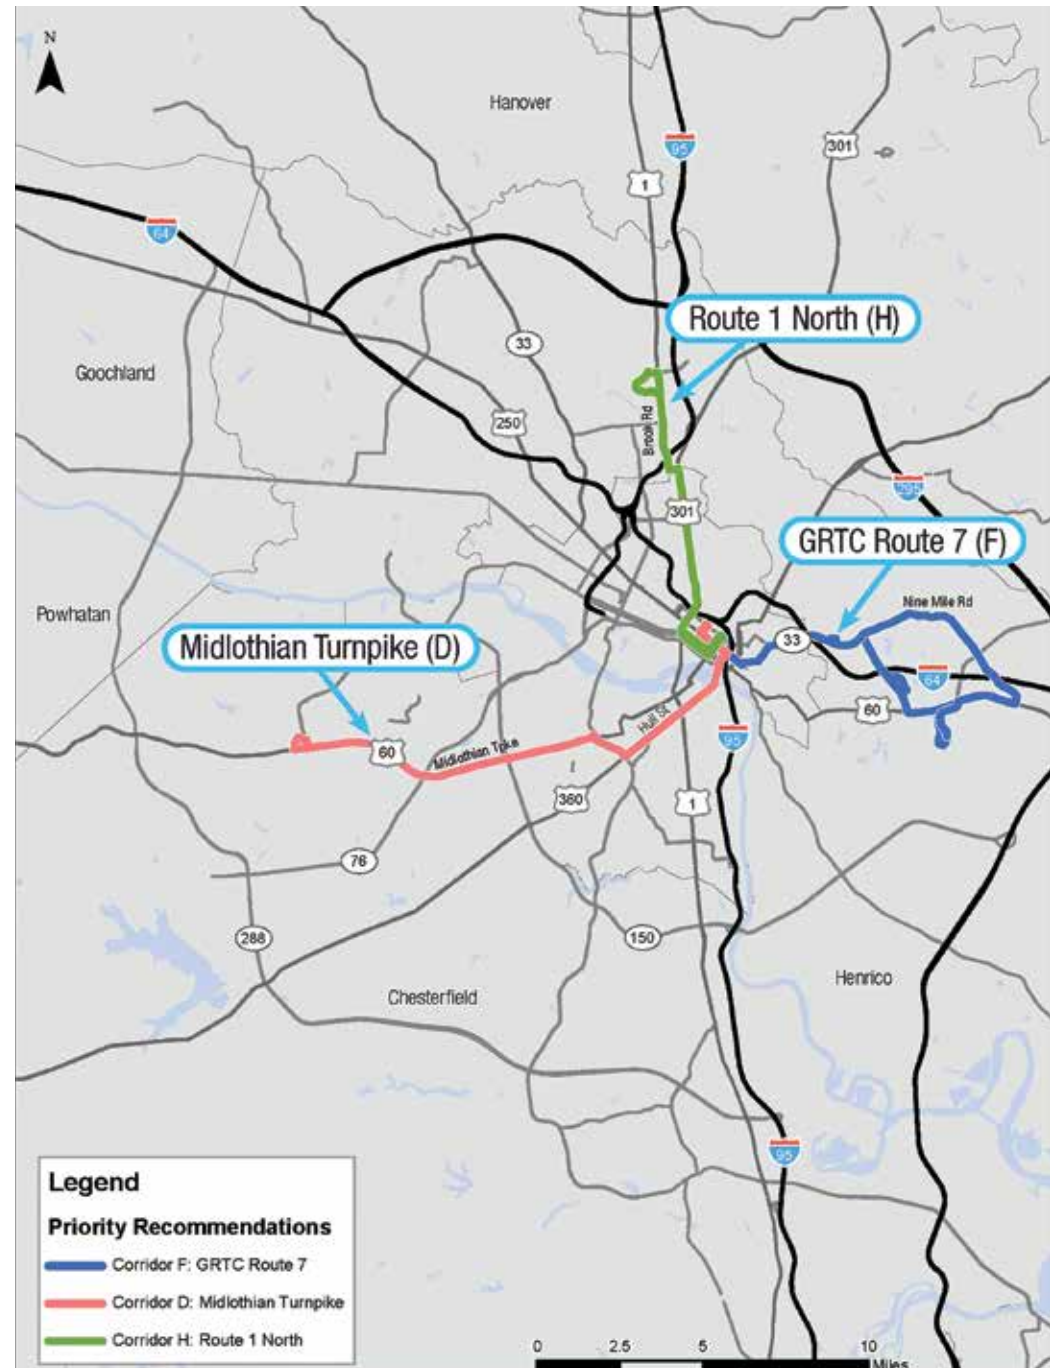 N
Hanover
95
301
1
64
Route 1 North (H)
33
Goochland
250
Brook Rd
295
301
GRTC Route 7 (F)
Nine Mile Rd
Powhatan
33
Midlothian Turnpike (D)
64
60
Hull St
95
60
Midlothian Tpke
360
1
76
288
150
Henrico
Chesterfield
95
Legend
Priority Recommendations
Corridor F: GRTC Route 7
Corridor D: Midlothian Turnpike
Corridor H: Route 1 North
0 2.5 5 10
Miles